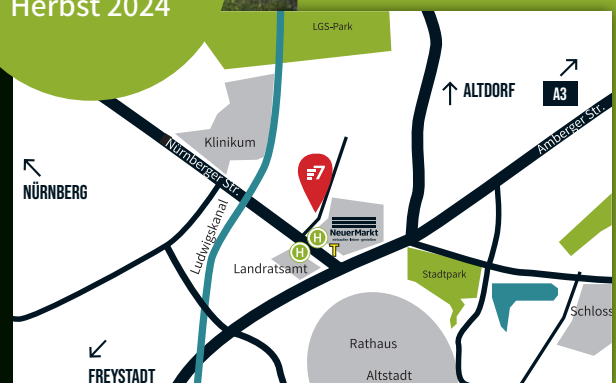 Herbst 2024
LGS-Park
ALTDORF
A3
Amberger Str.
Klinikum
Nürnberger Str.
NÜRNBERG
Ludwigskanal
F7
NeuerMarkt
H
H
T
Landratsamt
Stadtpark
Schloss
Rathaus
Altstadt
FREYSTADT